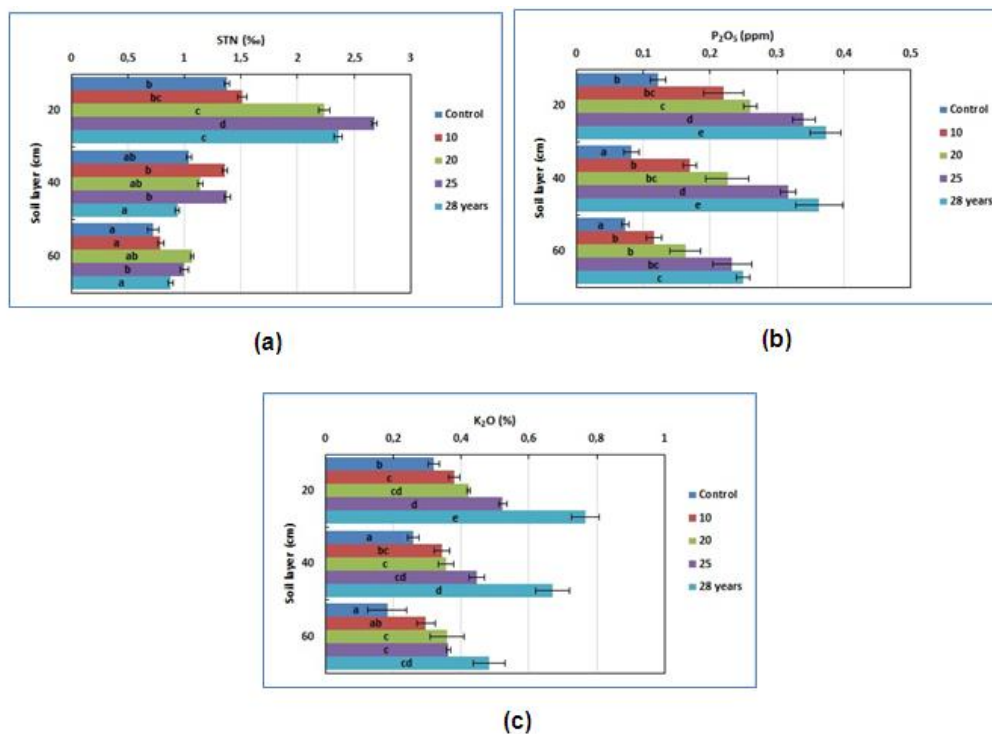 STN (‰)
0 0,5 1 1,5 2 2,5 3
Soil layer (cm)
20
b
bc
c
d
c
40
ab
b
ab
b
a
60
a
a
ab
b
a
Control
10
20
25
28 years
(a)
P₂O₅ (ppm)
0 0,1 0,2 0,3 0,4 0,5
Soil layer (cm)
20
b
bc
c
d
e
40
a
b
bc
d
e
60
a
b
b
bc
c
Control
10
20
25
28 years
(b)
K₂O (%)
0 0,2 0,4 0,6 0,8 1
Soil layer (cm)
20
b
c
cd
d
e
40
a
bc
c
cd
d
60
a
ab
c
c
cd
Control
10
20
25
28 years
(c)